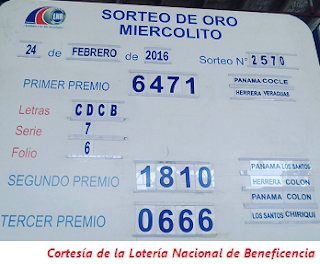 LNB
SORTEO DE ORO
MIERCOLITO
24 de FEBRERO de 2016 Sorteo N° 2570
PRIMER PREMIO 6471 PANAMA COCLE
HERRERA VERAGUAS
Letras CDCB
Serie 7
Folio 6
SEGUNDO PREMIO 1810 PANAMA LOS SANTOS
HERRERA COLON
TERCER PREMIO 0666 PANAMA COLON
LOS SANTOS CHIRIQUI
Cortesía de la Lotería Nacional de Beneficencia